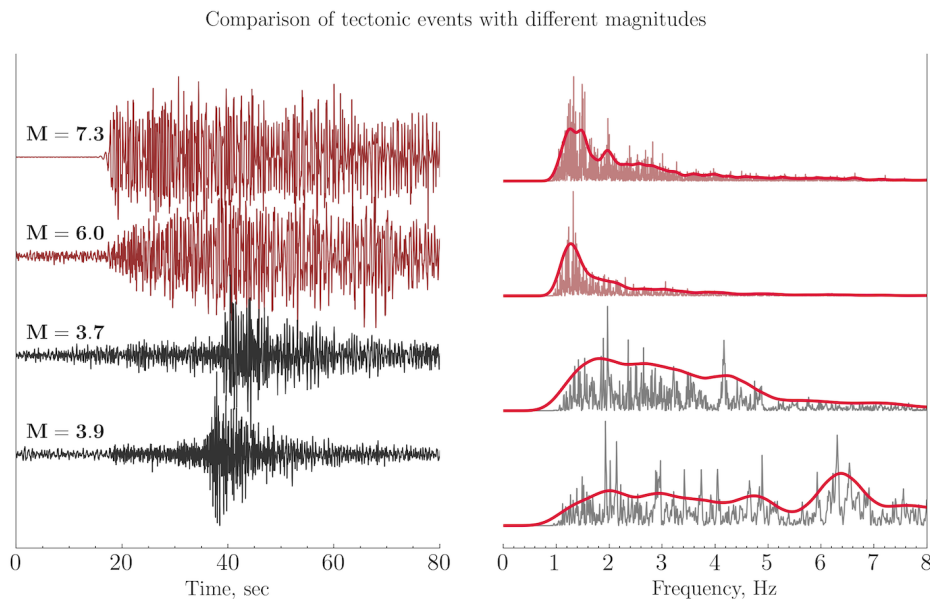 Comparison of tectonic events with different magnitudes
M = 7.3
M = 6.0
M = 3.7
M = 3.9
0 20 40 60 80
Time, sec
0 1 2 3 4 5 6 7 8
Frequency, Hz